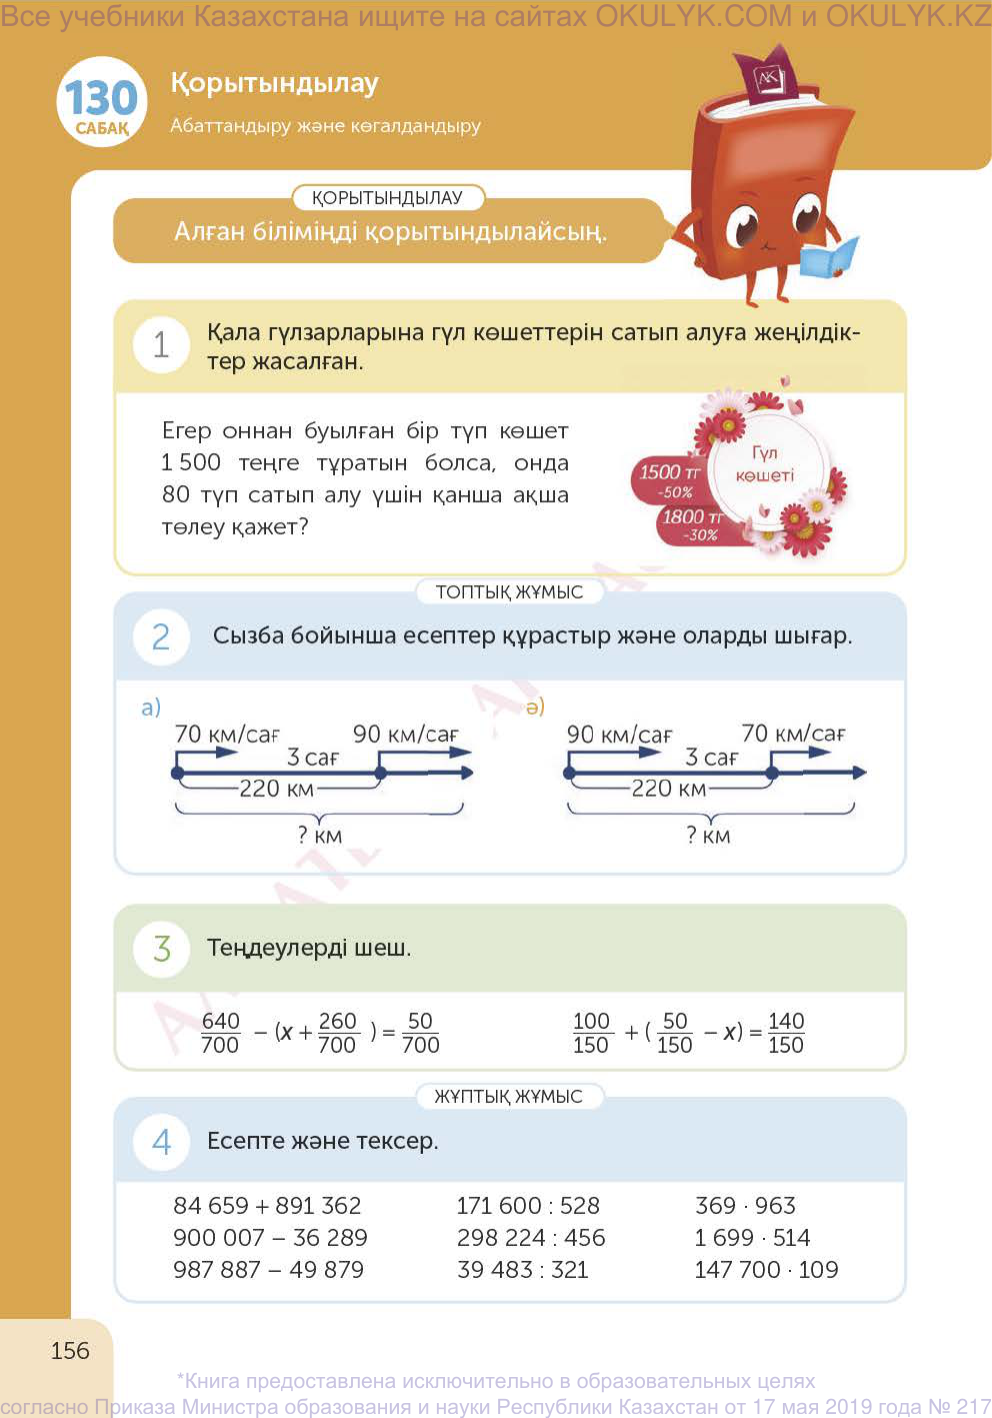 Все учебники Казахстана ищите на сайтах OKULYK.COM и OKULYK.KZ
130
САБАҚ
Қорытындылау
Абаттандыру және көгалдандыру
ҚОРЫТЫНДЫЛАУ
Алған біліміңді қорытындылайсың.
1
Қала гүлзарларына гүл көшеттерін сатып алуға жеңілдік-
тер жасалған.
Егер оннан буылған бір түп көшет
1 500 теңге тұратын болса, онда
80 түп сатып алу үшін қанша ақша
төлеу қажет?
Гүл
көшеті
1500 тг
-50%
1800 тг
-30%
ТОПТЫҚ ЖҰМЫС
2
Сызба бойынша есептер құрастыр және оларды шығар.
а)
70 км/сағ 90 км/сағ
3 сағ
220 км
? км
ә)
90 км/сағ 70 км/сағ
3 сағ
220 км
? км
3
Теңдеулерді шеш.
640/700 − (x + 260/700 ) = 50/700
100/150 + ( 50/150 − x) = 140/150
ЖҰПТЫҚ ЖҰМЫС
4
Есепте және тексер.
84 659 + 891 362 171 600 : 528 369 · 963
900 007 − 36 289 298 224 : 456 1 699 · 514
987 887 − 49 879 39 483 : 321 147 700 · 109
156
*Книга предоставлена исключительно в образовательных целях
согласно Приказа Министра образования и науки Республики Казахстан от 17 мая 2019 года № 217